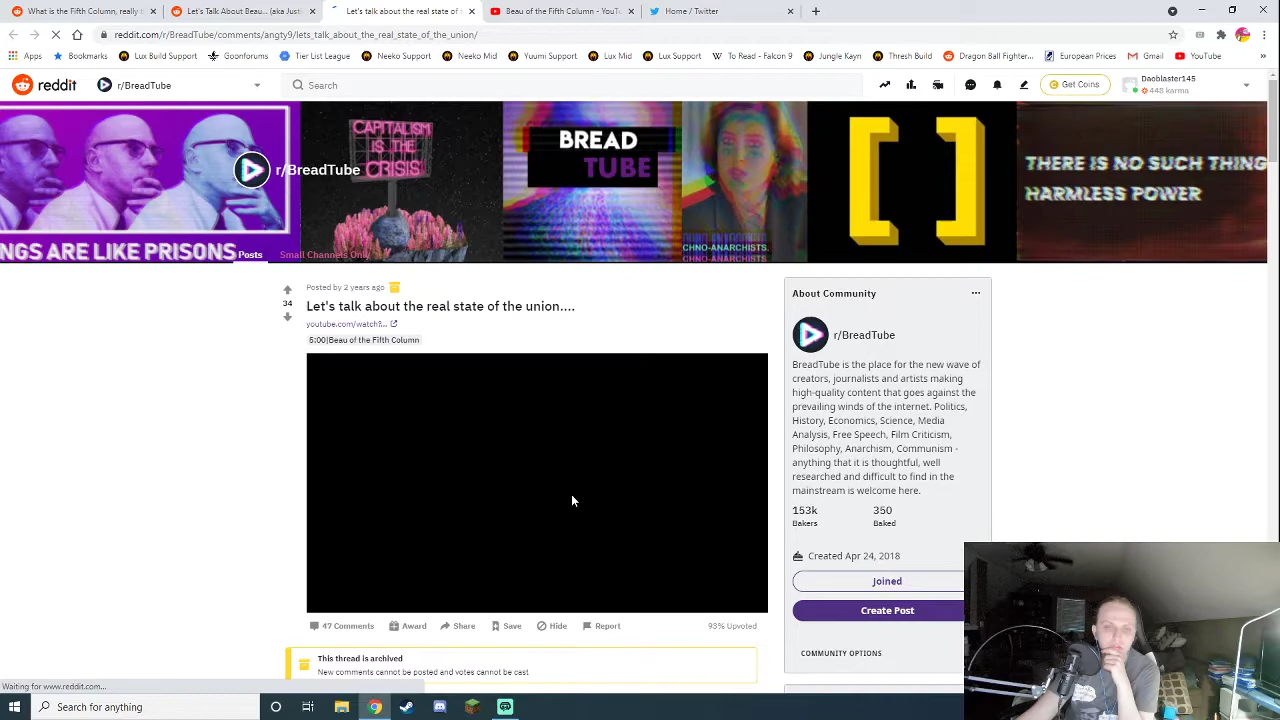 What is the Fifth Column, really t
Let's Talk About Beau... (aka Just
Let's talk about the real state of t
Beau of the Fifth Column - YouTub
Home / Twitter
reddit.com/r/BreadTube/comments/angty9/lets_talk_about_the_real_state_of_the_union/
Apps
Bookmarks
Lux Build Support
Goonforums
Tier List League
Neeko Support
Neeko Mid
Yuumi Support
Lux Mid
Lux Support
To Read - Falcon 9
Jungle Kayn
Thresh Build
Dragon Ball Fighter...
European Prices
Gmail
YouTube
reddit
r/BreadTube
Search
Get Coins
Daoblaster145
448 karma
CAPITALISM
IS THE
CRISIS
BREAD
TUBE
r/BreadTube
[ ]
THERE IS NO SUCH THING
HARMLESS POWER
NGS ARE LIKE PRISONS
CHNO-ANARCHISTS.
CHNO-ANARCHISTS
Posts
Small Channels Only
34
Posted by 2 years ago
Let's talk about the real state of the union....
youtube.com/watch?...
5:00|Beau of the Fifth Column
47 Comments
Award
Share
Save
Hide
Report
93% Upvoted
This thread is archived
New comments cannot be posted and votes cannot be cast
About Community
r/BreadTube
BreadTube is the place for the new wave of
creators, journalists and artists making
high-quality content that goes against the
prevailing winds of the internet. Politics,
History, Economics, Science, Media
Analysis, Free Speech, Film Criticism,
Philosophy, Anarchism, Communism -
anything that it is thoughtful, well
researched and difficult to find in the
mainstream is welcome here.
153k
Bakers
350
Baked
Created Apr 24, 2018
Joined
Create Post
COMMUNITY OPTIONS
Waiting for www.reddit.com...
Search for anything